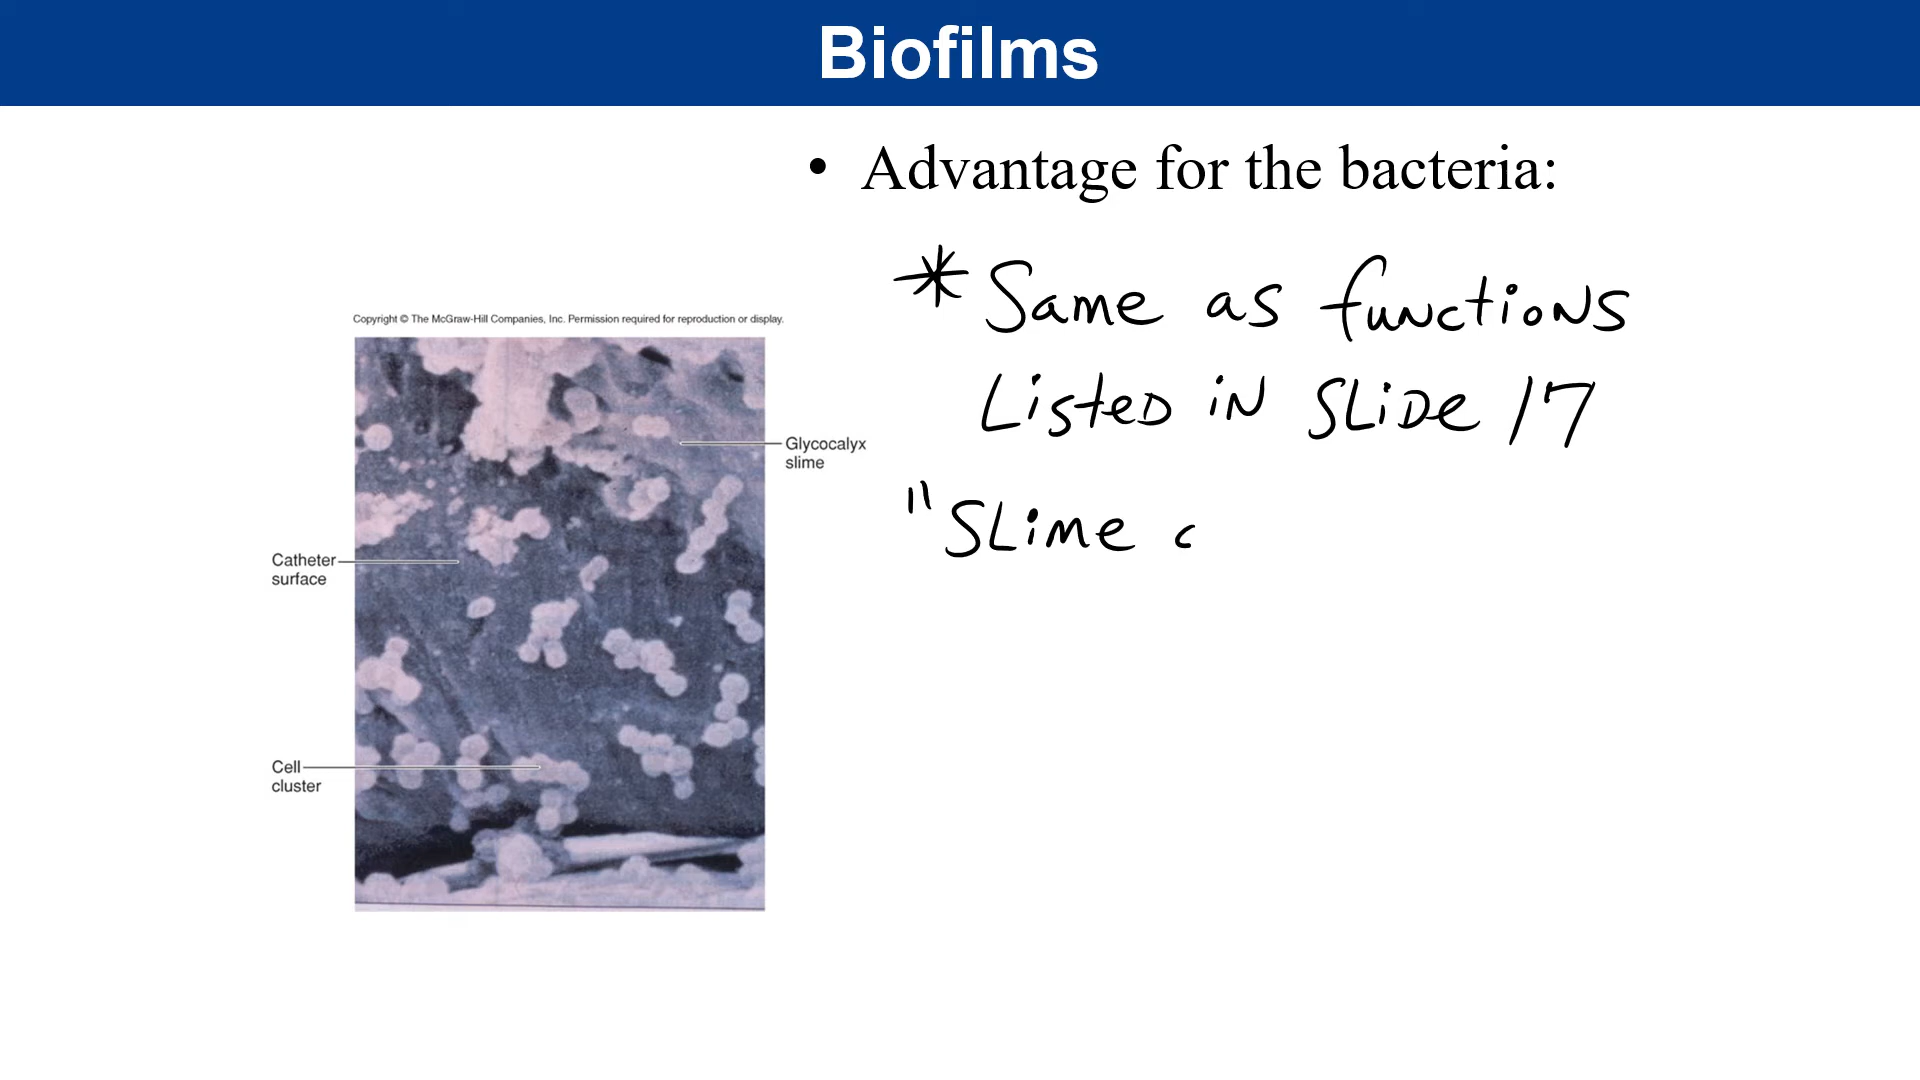 Biofilms
• Advantage for the bacteria:
* Same as functions
Listed in Slide 17
"Slime c
Copyright © The McGraw-Hill Companies, Inc. Permission required for reproduction or display.
Glycocalyx
slime
Catheter
surface
Cell
cluster